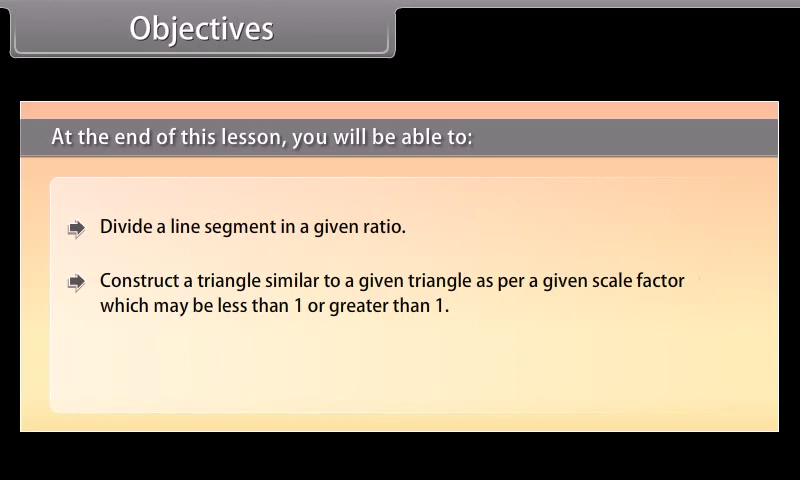 Objectives
At the end of this lesson, you will be able to:
Divide a line segment in a given ratio.
Construct a triangle similar to a given triangle as per a given scale factor
which may be less than 1 or greater than 1.